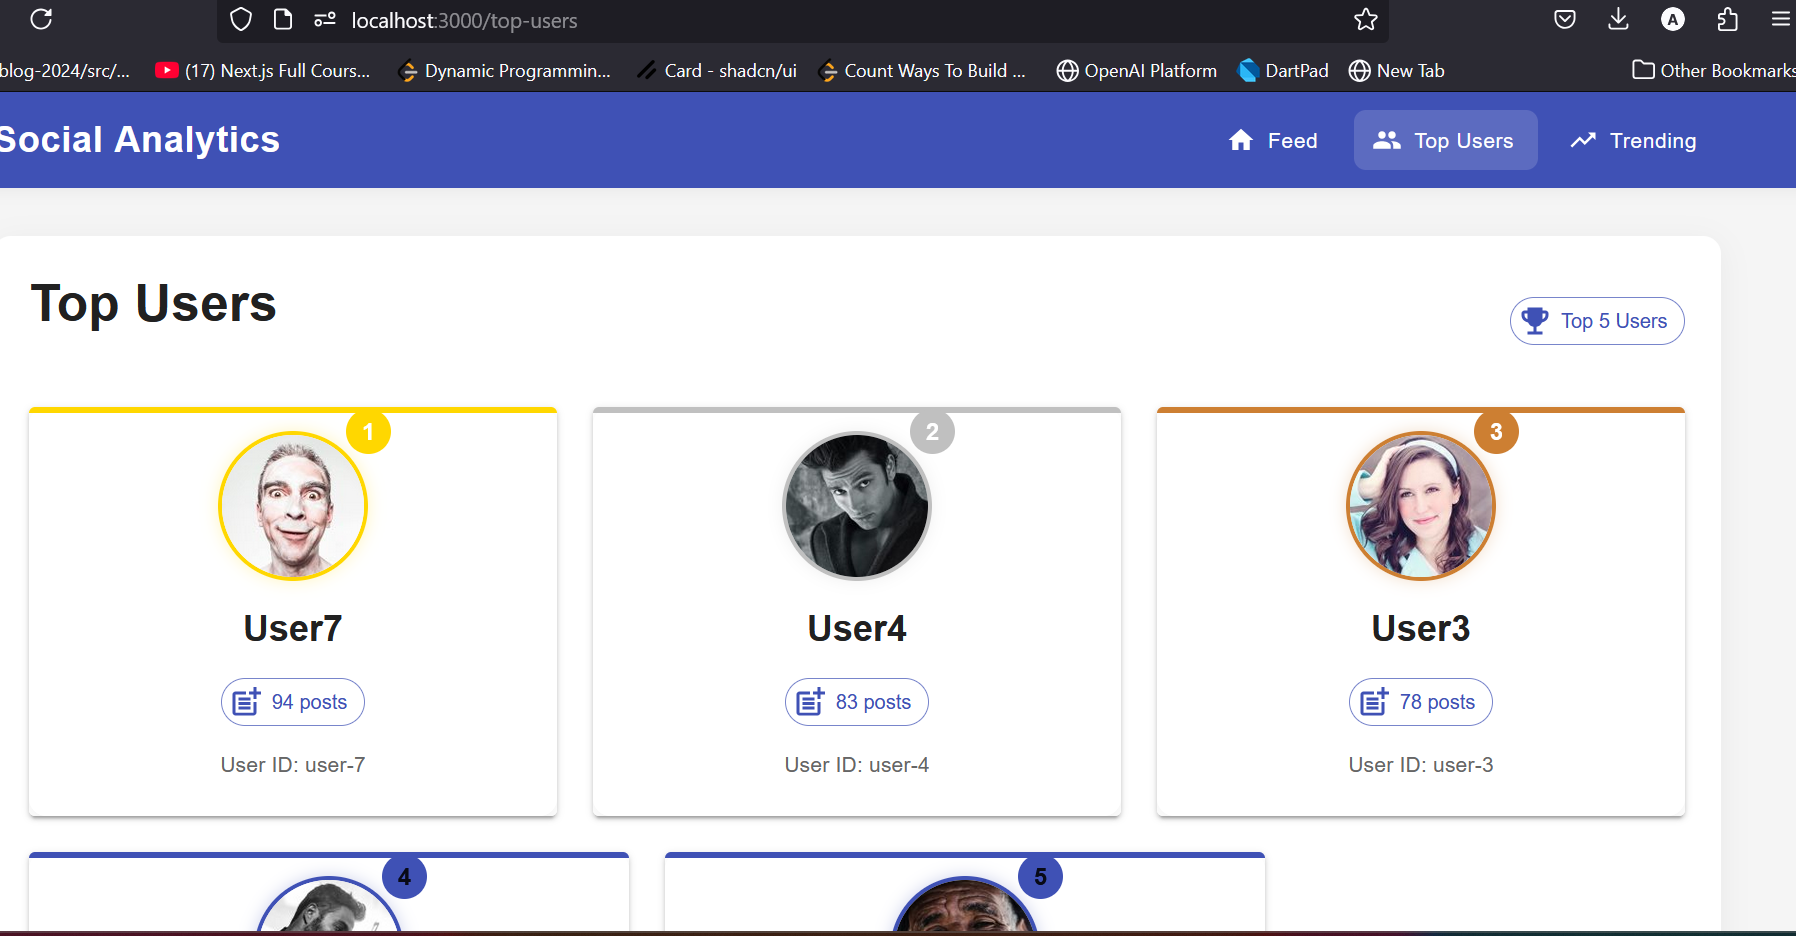 localhost:3000/top-users
blog-2024/src/... (17) Next.js Full Cours... Dynamic Programmin... Card - shadcn/ui Count Ways To Build ... OpenAI Platform DartPad New Tab Other Bookmarks
Social Analytics Feed Top Users Trending
Top Users
Top 5 Users
1 2 3
User7 User4 User3
94 posts 83 posts 78 posts
User ID: user-7 User ID: user-4 User ID: user-3
4 5